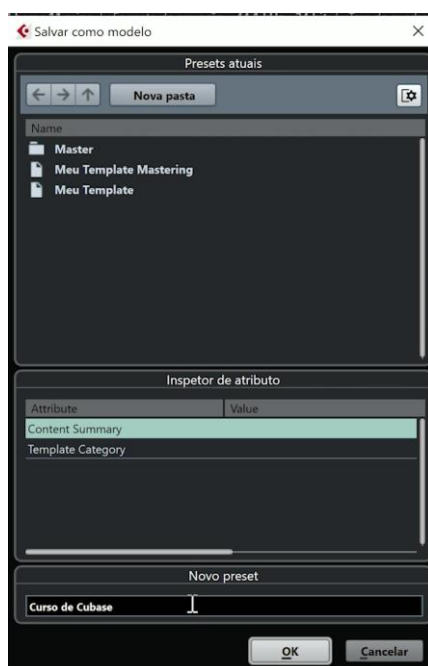 Salvar como modelo
Presets atuais
Nova pasta
Name
Master
Meu Template Mastering
Meu Template
Inspetor de atributo
Attribute Value
Content Summary
Template Category
Novo preset
Curso de Cubase
OK Cancelar